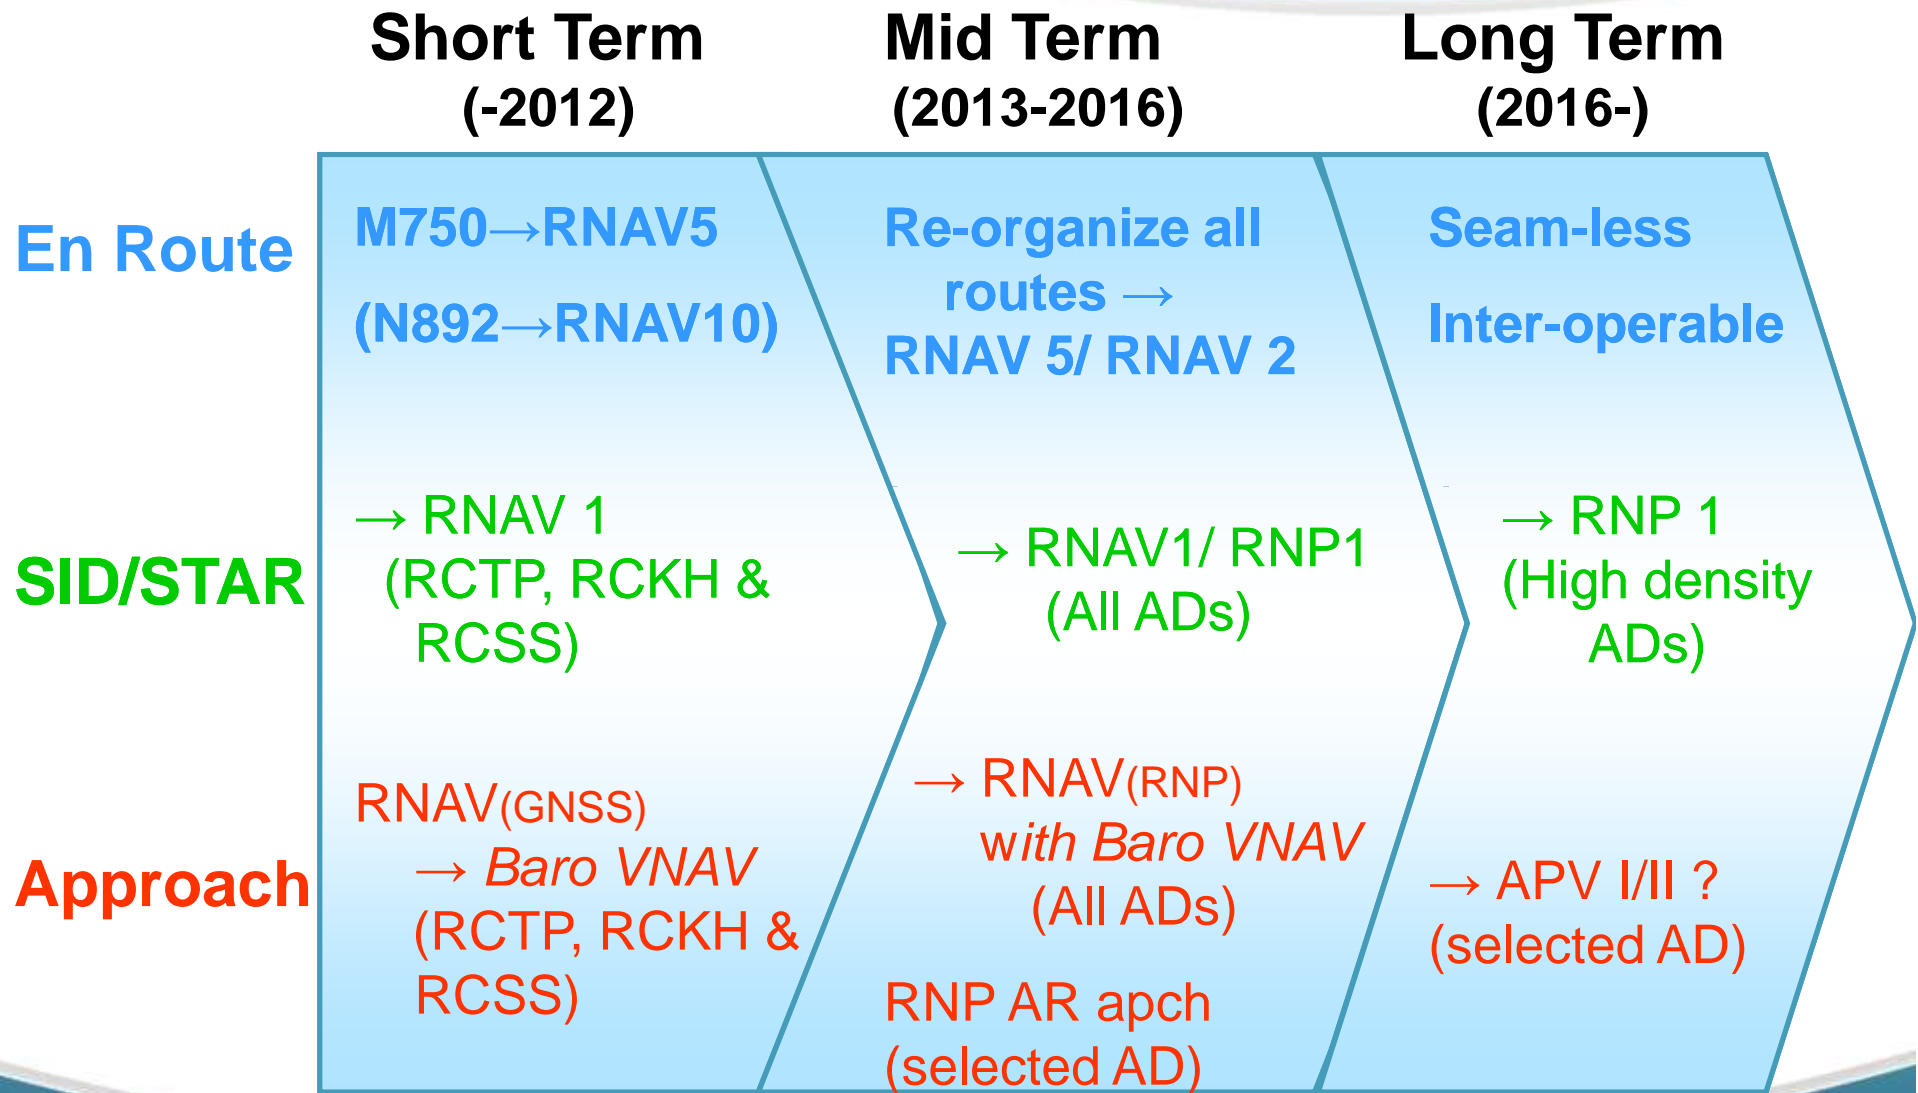 Short Term
(-2012)
Mid Term
(2013-2016)
Long Term
(2016-)
En Route
M750→RNAV5
(N892→RNAV10)
Re-organize all
routes →
RNAV 5/ RNAV 2
Seam-less
Inter-operable
SID/STAR
→ RNAV 1
(RCTP, RCKH &
RCSS)
→ RNAV1/ RNP1
(All ADs)
→ RNP 1
(High density
ADs)
Approach
RNAV(GNSS)
→ Baro VNAV
(RCTP, RCKH &
RCSS)
→ RNAV(RNP)
with Baro VNAV
(All ADs)
RNP AR apch
(selected AD)
→ APV I/II ?
(selected AD)